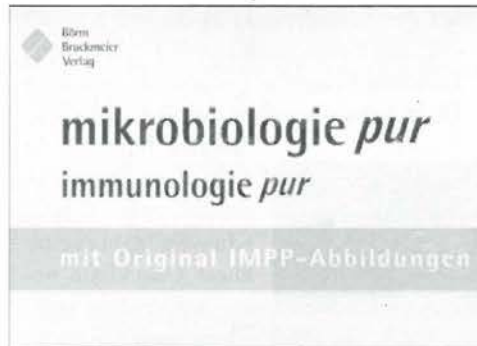 Börm
Bruckmeier
Verlag
mikrobiologie pur
immunologie pur
mit Original IMPP-Abbildungen